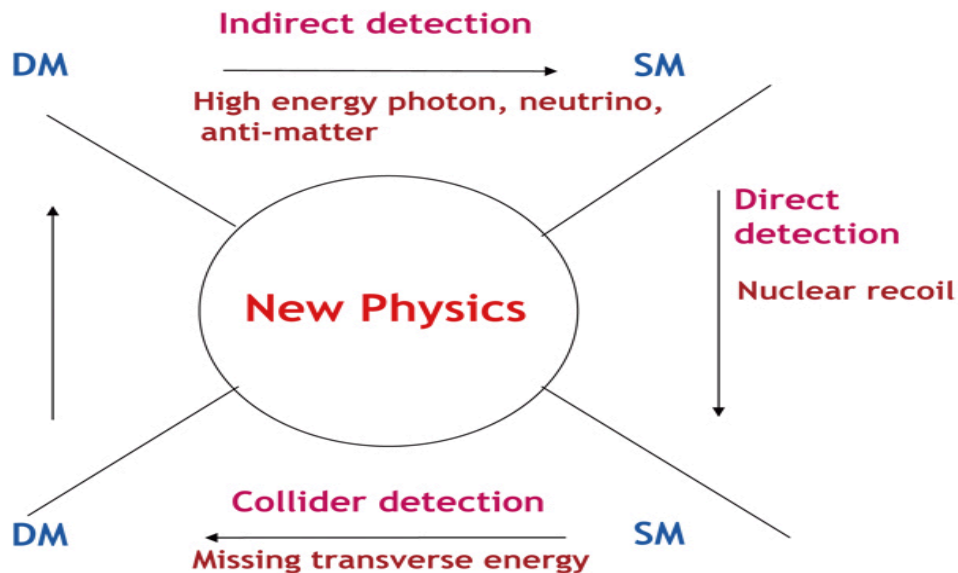 Indirect detection
DM
SM
High energy photon, neutrino,
anti-matter
Direct
detection
Nuclear recoil
New Physics
Collider detection
DM
SM
Missing transverse energy